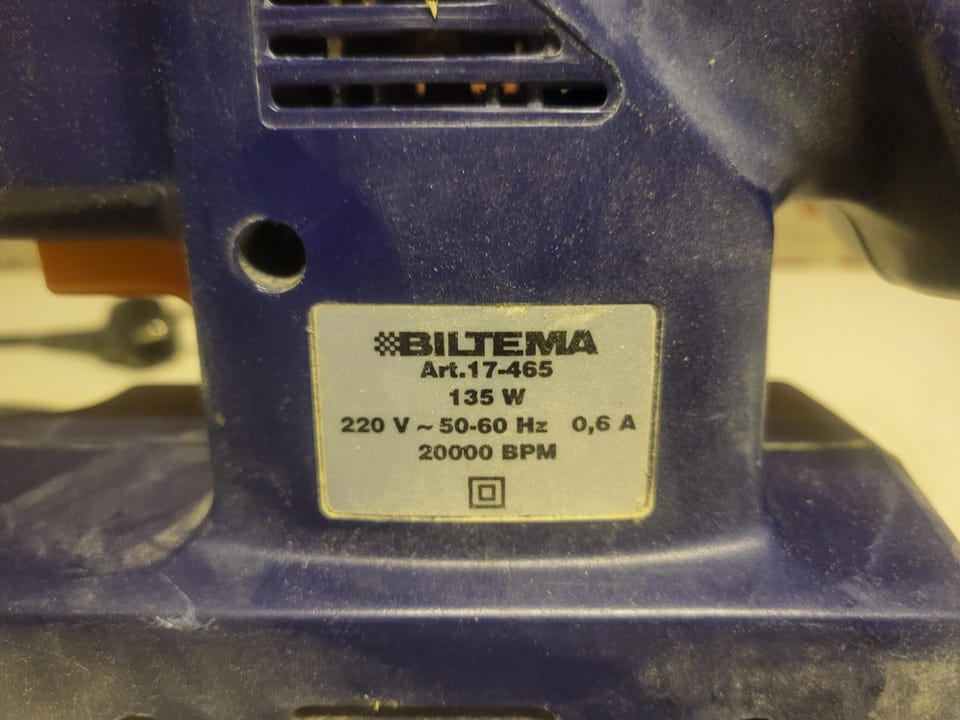 BILTEMA
Art.17-465
135 W
220 V ~ 50-60 Hz 0,6 A
20000 BPM